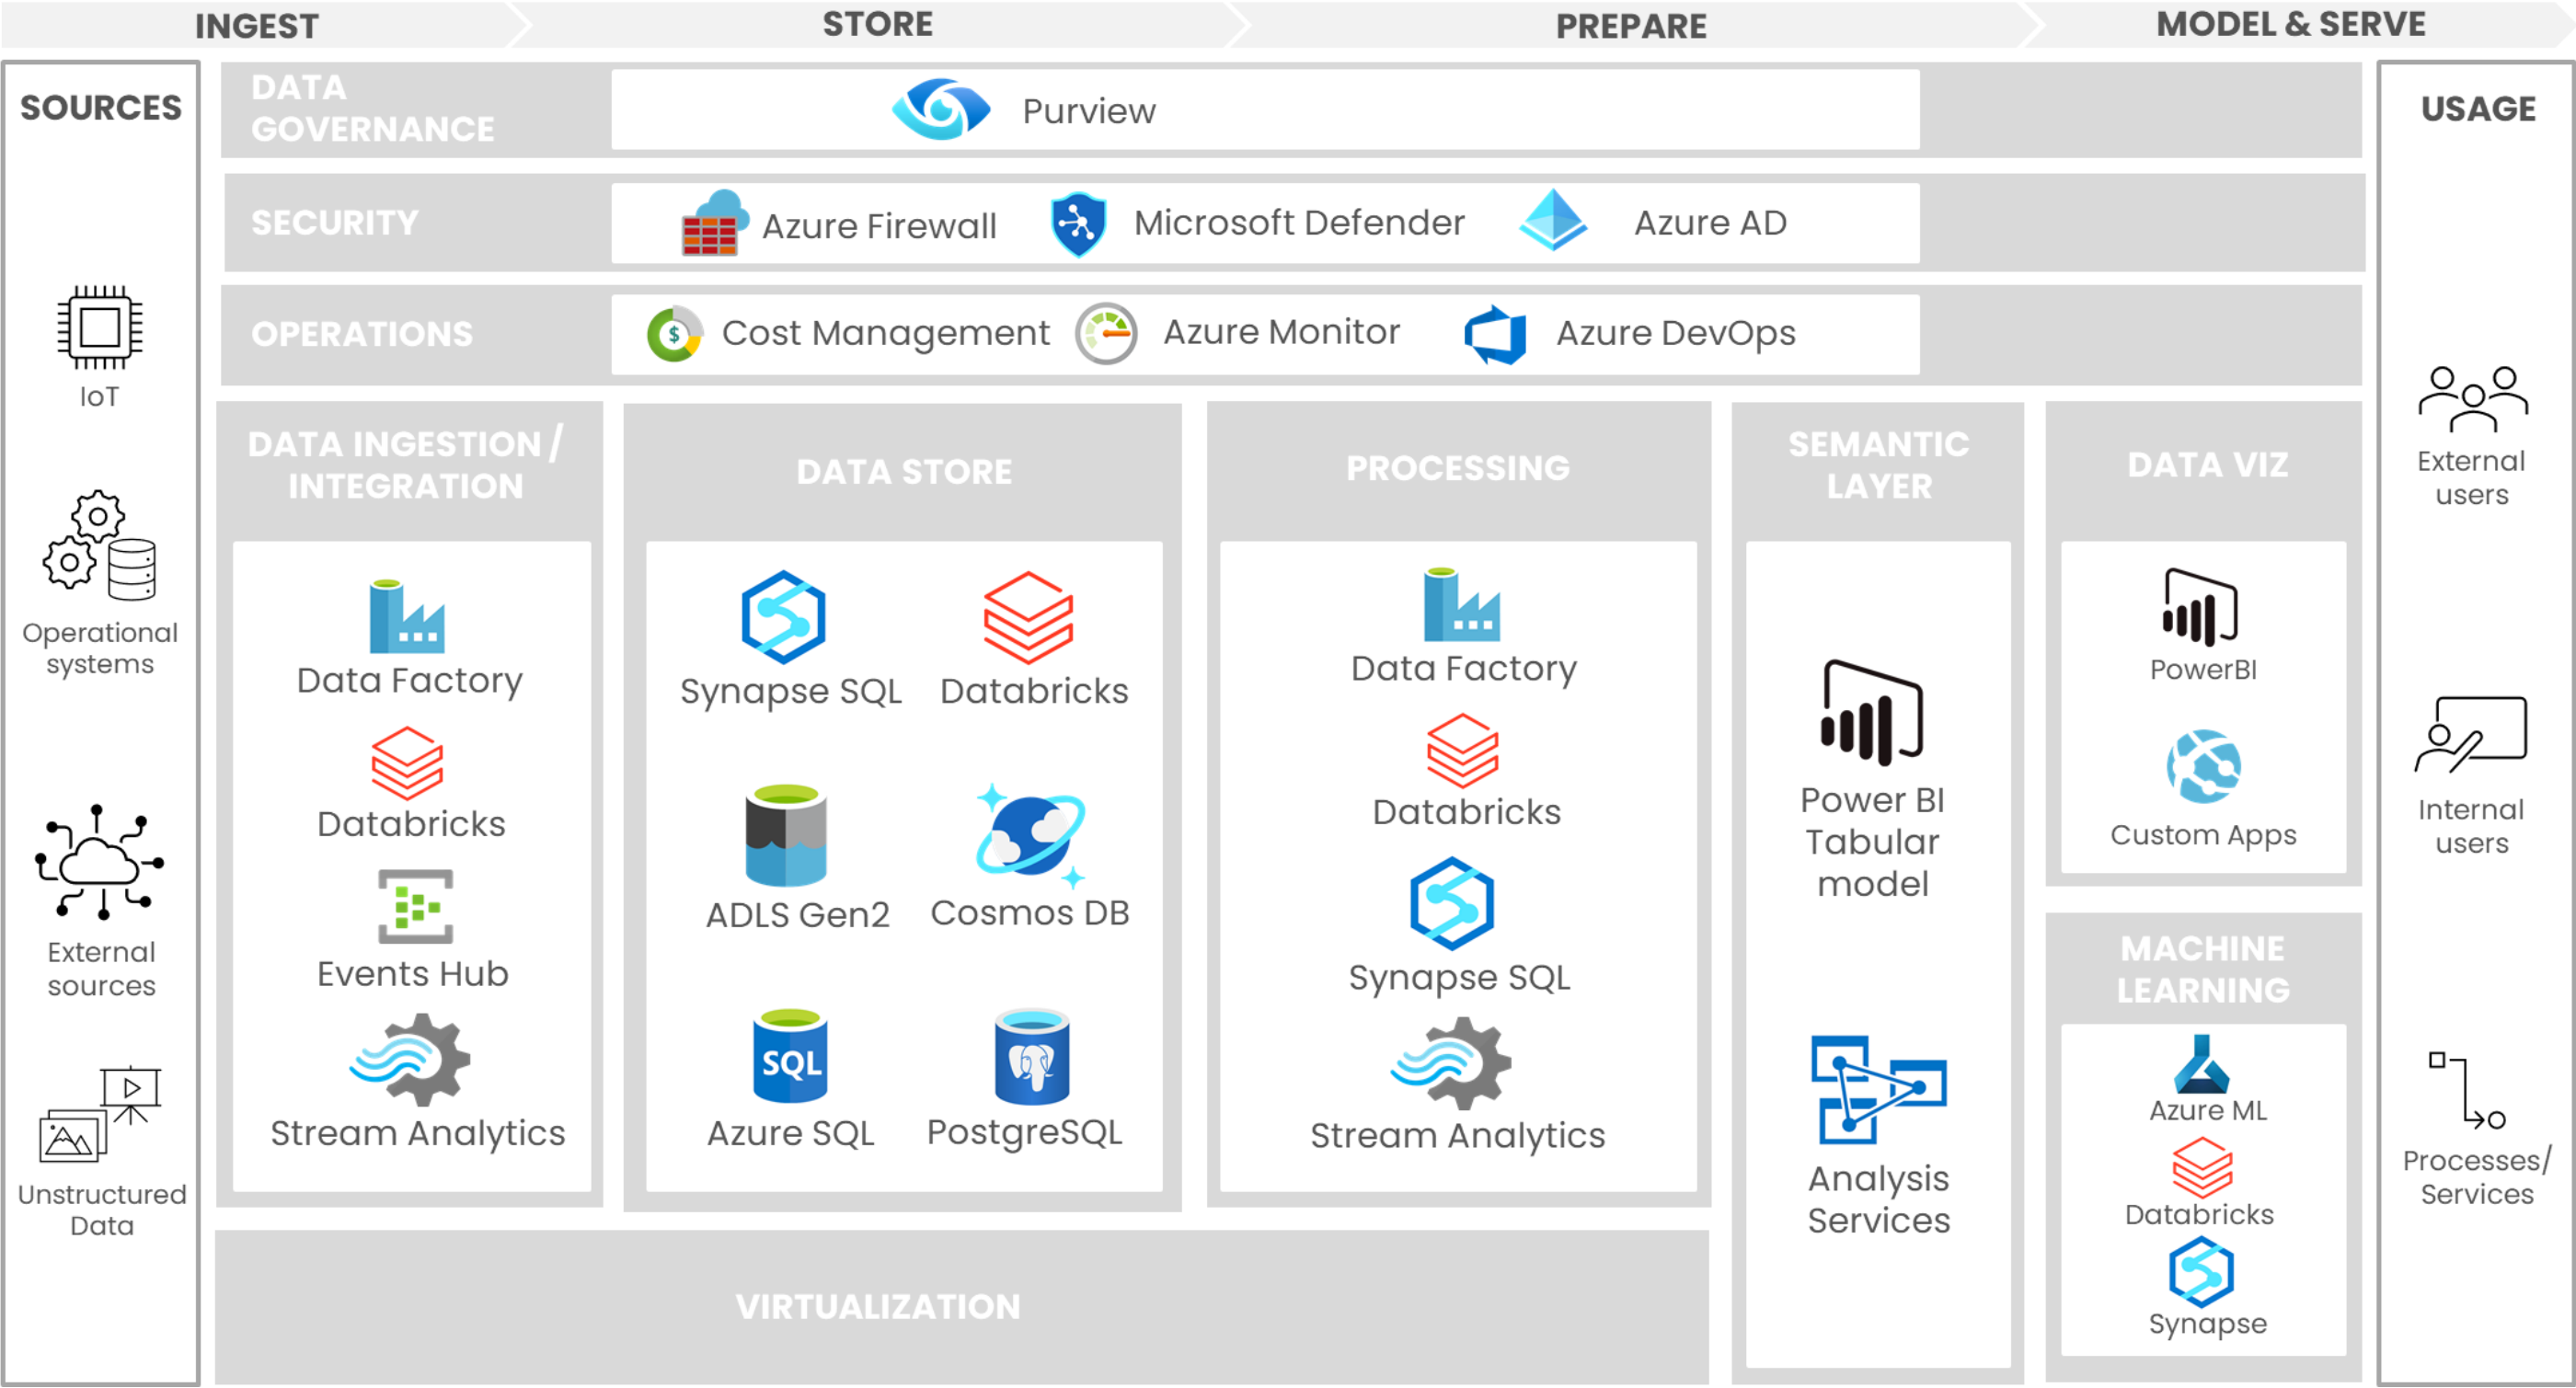 INGEST
STORE
PREPARE
MODEL & SERVE
SOURCES
IoT
Operational
systems
External
sources
Unstructured
Data
DATA
GOVERNANCE
Purview
SECURITY
Azure Firewall
Microsoft Defender
Azure AD
OPERATIONS
$
Cost Management
Azure Monitor
Azure DevOps
DATA INGESTION /
INTEGRATION
Data Factory
Databricks
Events Hub
Stream Analytics
DATA STORE
Synapse SQL
Databricks
ADLS Gen2
Cosmos DB
SQL
Azure SQL
PostgreSQL
PROCESSING
Data Factory
Databricks
Synapse SQL
Stream Analytics
VIRTUALIZATION
SEMANTIC
LAYER
Power BI
Tabular
model
Analysis
Services
DATA VIZ
PowerBI
Custom Apps
MACHINE
LEARNING
Azure ML
Databricks
Synapse
USAGE
External
users
Internal
users
Processes/
Services